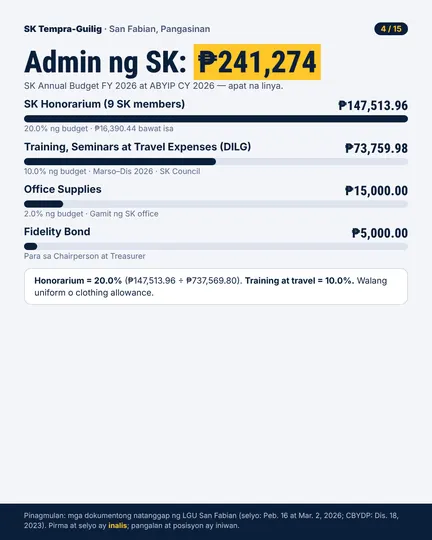 SK Tempra-Guilig · San Fabian, Pangasinan
4 / 15
Admin ng SK: ₱241,274
SK Annual Budget FY 2026 at ABYIP CY 2026 — apat na linya.
SK Honorarium (9 SK members) ₱147,513.96
20.0% ng budget · ₱16,390.44 bawat isa
Training, Seminars at Travel Expenses (DILG) ₱73,759.98
10.0% ng budget · Marso–Dis 2026 · SK Council
Office Supplies ₱15,000.00
2.0% ng budget · Gamit ng SK office
Fidelity Bond ₱5,000.00
Para sa Chairperson at Treasurer
Honorarium = 20.0% (₱147,513.96 ÷ ₱737,569.80). Training at travel = 10.0%. Walang
uniform o clothing allowance.
Pinagmulan: mga dokumentong natanggap ng LGU San Fabian (selyo: Peb. 16 at Mar. 2, 2026; CBYDP: Dis. 18,
2023). Pirma at selyo ay inalis; pangalan at posisyon ay iniwan.